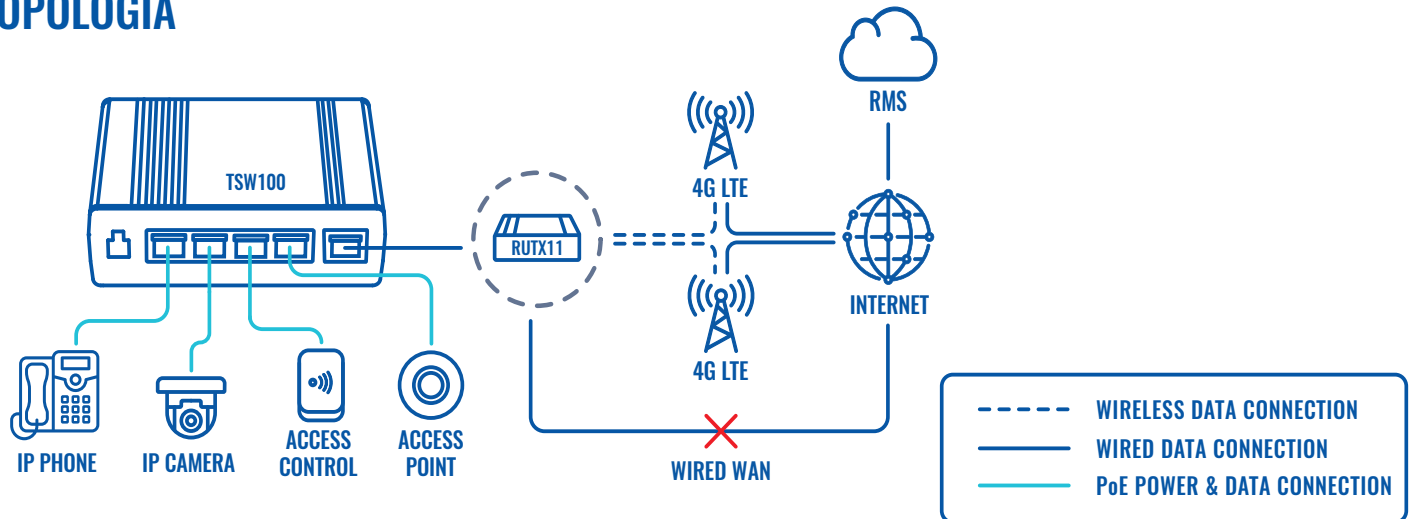 OPOLOGIA
RMS
TSW100
4G LTE
RUTX11
INTERNET
4G LTE
IP PHONE
IP CAMERA
ACCESS
CONTROL
ACCESS
POINT
WIRED WAN
WIRELESS DATA CONNECTION
WIRED DATA CONNECTION
PoE POWER & DATA CONNECTION